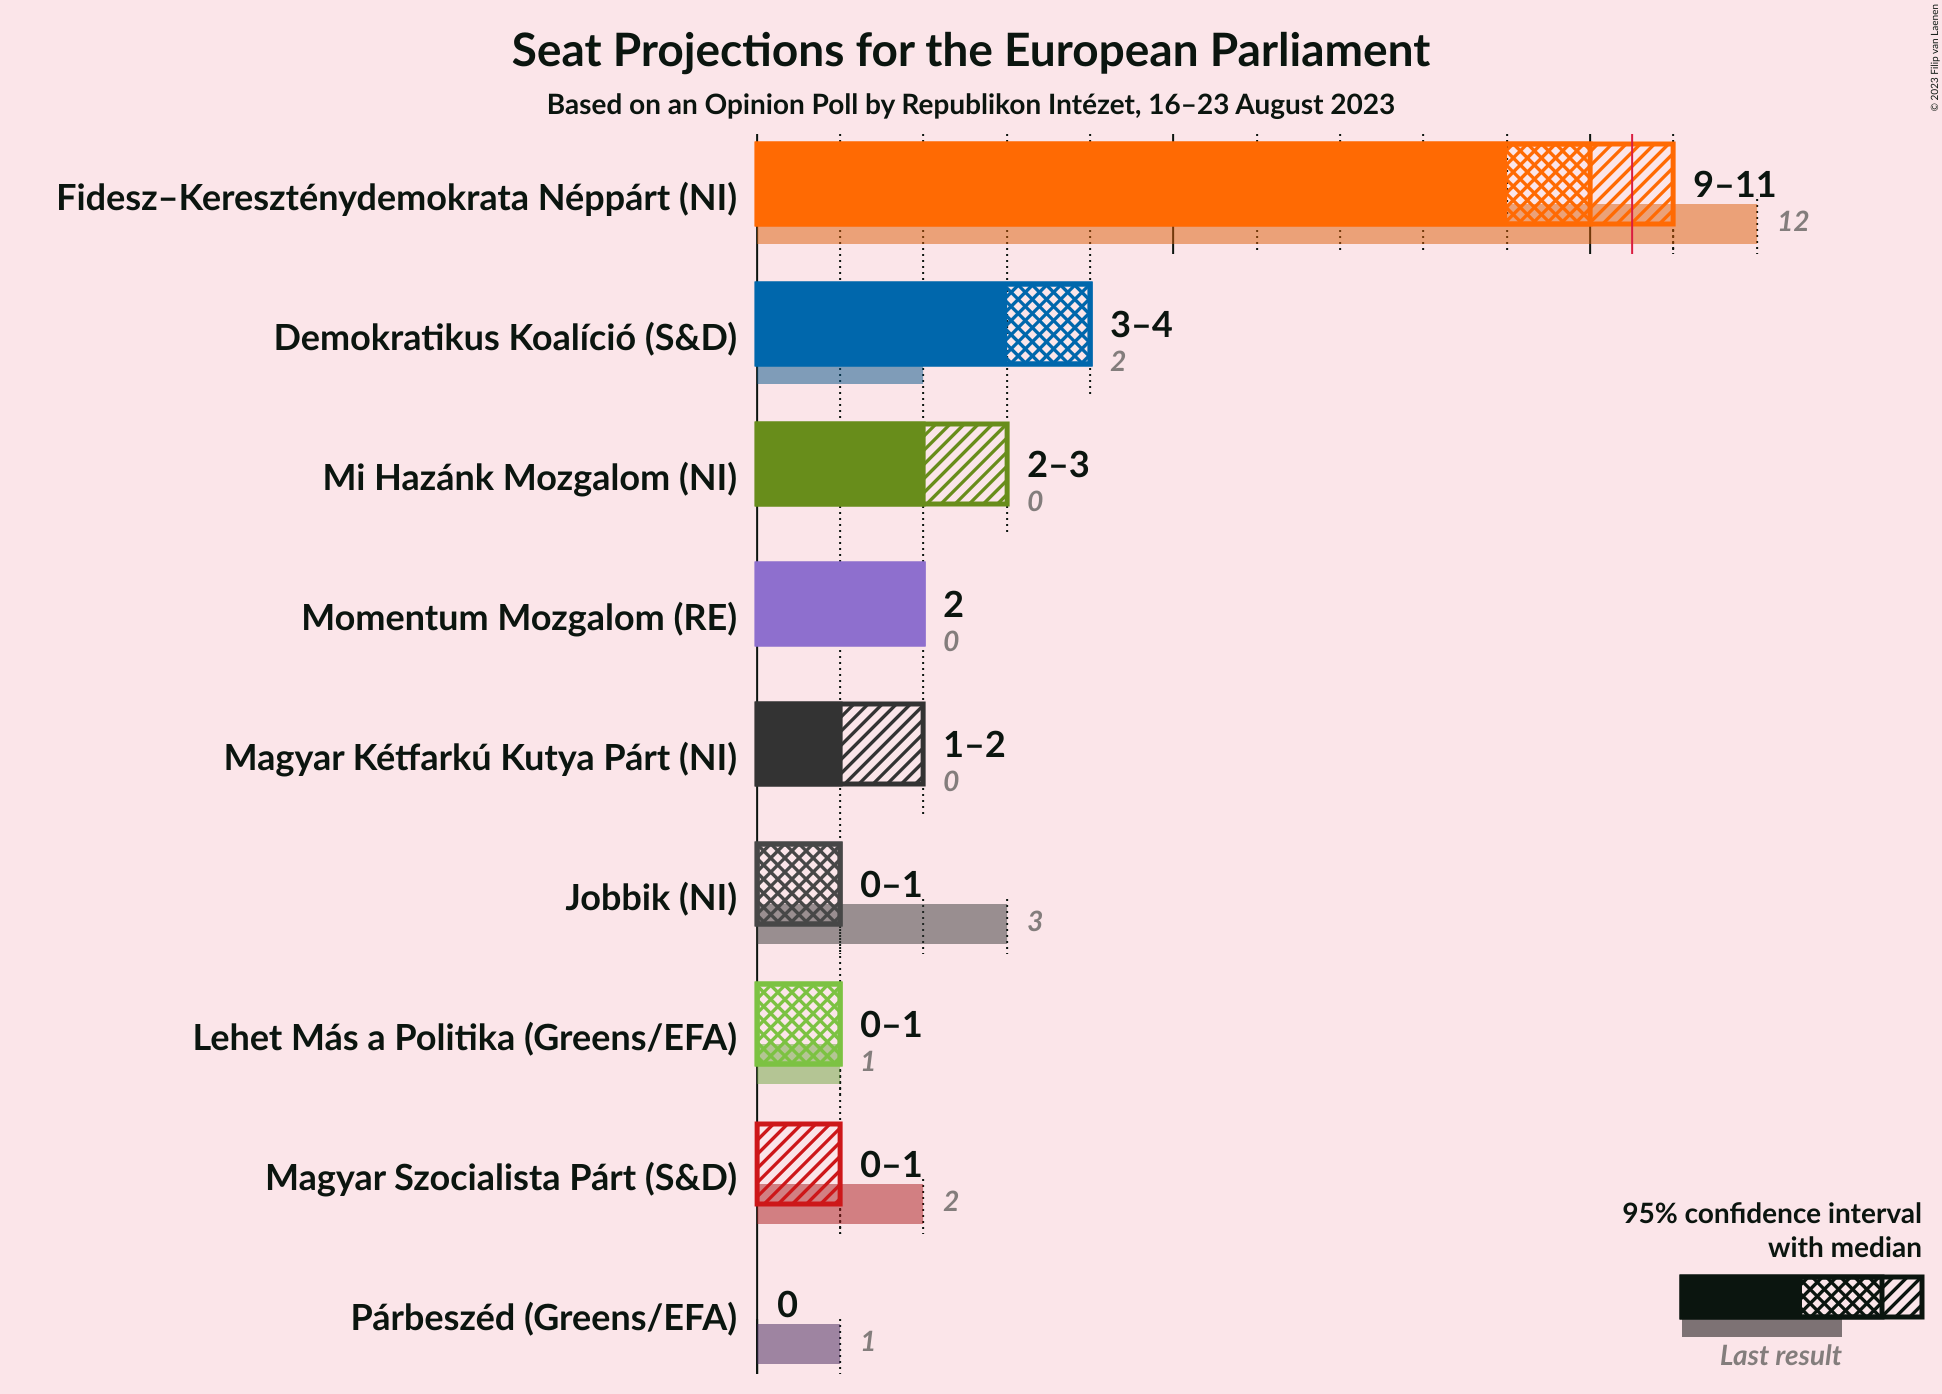 Seat Projections for the European Parliament
Based on an Opinion Poll by Republikon Intézet, 16–23 August 2023
© 2023 Filip van Laenen
Fidesz–Kereszténydemokrata Néppárt (NI)
9–11
12
Demokratikus Koalíció (S&D)
3–4
2
Mi Hazánk Mozgalom (NI)
2–3
0
Momentum Mozgalom (RE)
2
0
Magyar Kétfarkú Kutya Párt (NI)
1–2
0
Jobbik (NI)
0–1
3
Lehet Más a Politika (Greens/EFA)
0–1
1
Magyar Szocialista Párt (S&D)
0–1
2
Párbeszéd (Greens/EFA)
0
1
95% confidence interval
with median
Last result